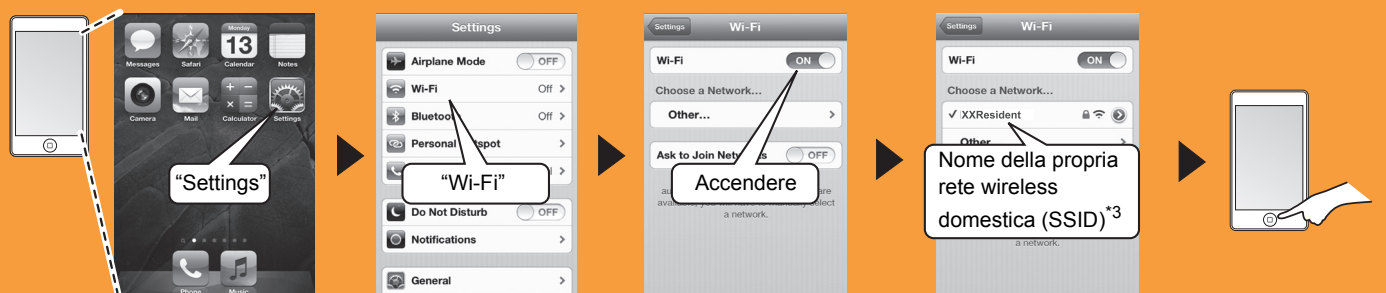 Messages
Safari
Monday
13
Calendar
Notes
Camera
Mail
Calculator
Settings
"Settings"
Phone
Music
Settings
Airplane Mode OFF
Wi-Fi Off
Off
Personal
"Wi-Fi"
Do Not Disturb OFF
Notifications
General
Settings Wi-Fi
Wi-Fi ON
Choose a Network...
Other...
Ask to Join OFF
Accendere
select
a network.
Settings Wi-Fi
Wi-Fi ON
Choose a Network...
✓ XXResident
Other
Nome della propria
rete wireless
domestica (SSID)*3
a network.